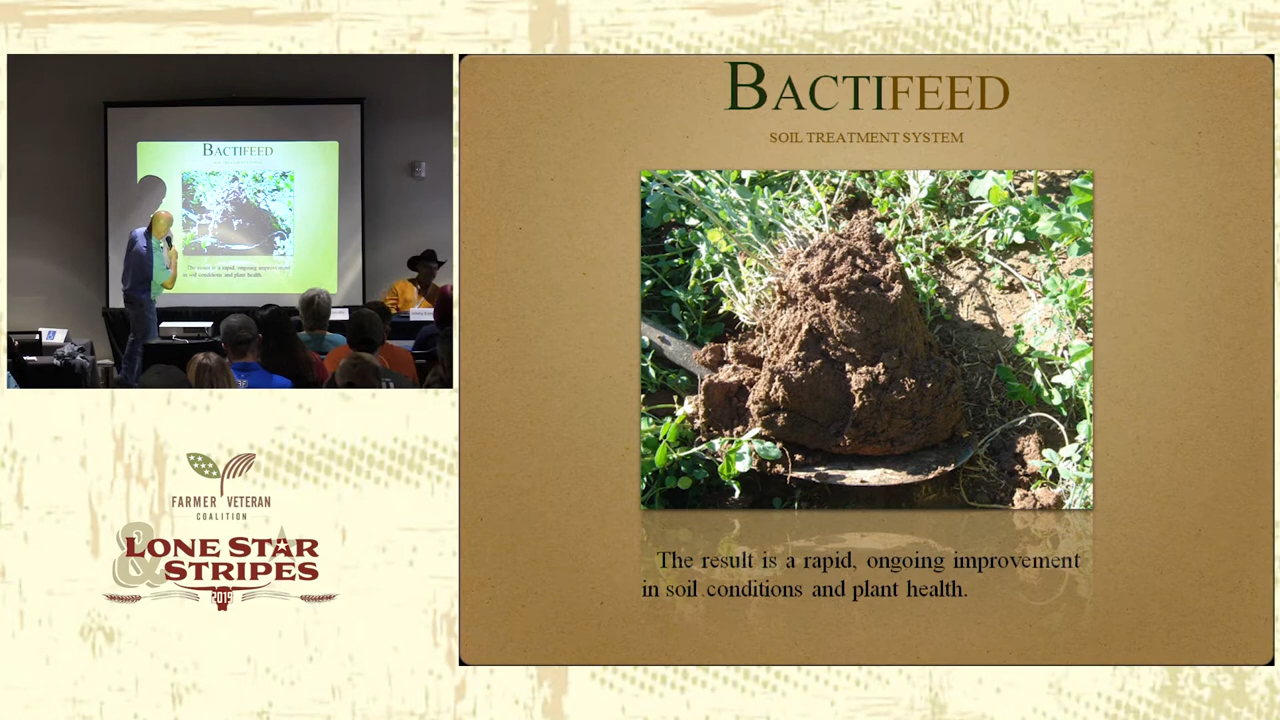 BACTIFEED
The result is a rapid, ongoing improvement
in soil conditions and plant health.
FARMER VETERAN
COALITION
LONE STAR
& STRIPES
2019
BACTIFEED
SOIL TREATMENT SYSTEM
The result is a rapid, ongoing improvement
in soil conditions and plant health.